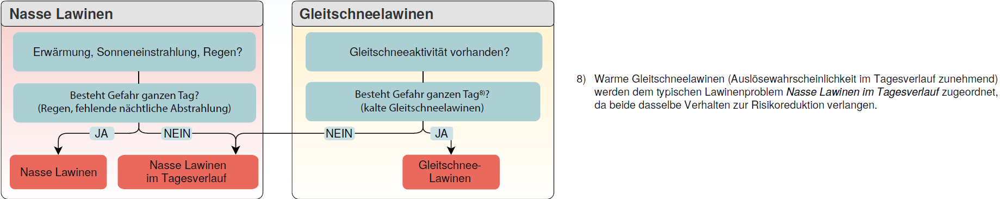 Nasse Lawinen
Erwärmung, Sonneneinstrahlung, Regen?
Besteht Gefahr ganzen Tag?
(Regen, fehlende nächtliche Abstrahlung)
JA
NEIN
Nasse Lawinen
Nasse Lawinen
im Tagesverlauf
Gleitschneelawinen
Gleitschneeaktivität vorhanden?
Besteht Gefahr ganzen Tag⁸⁾?
(kalte Gleitschneelawinen)
NEIN
JA
Gleitschnee-
Lawinen
8) Warme Gleitschneelawinen (Auslösewahrscheinlichkeit im Tagesverlauf zunehmend)
werden dem typischen Lawinenproblem Nasse Lawinen im Tagesverlauf zugeordnet,
da beide dasselbe Verhalten zur Risikoreduktion verlangen.